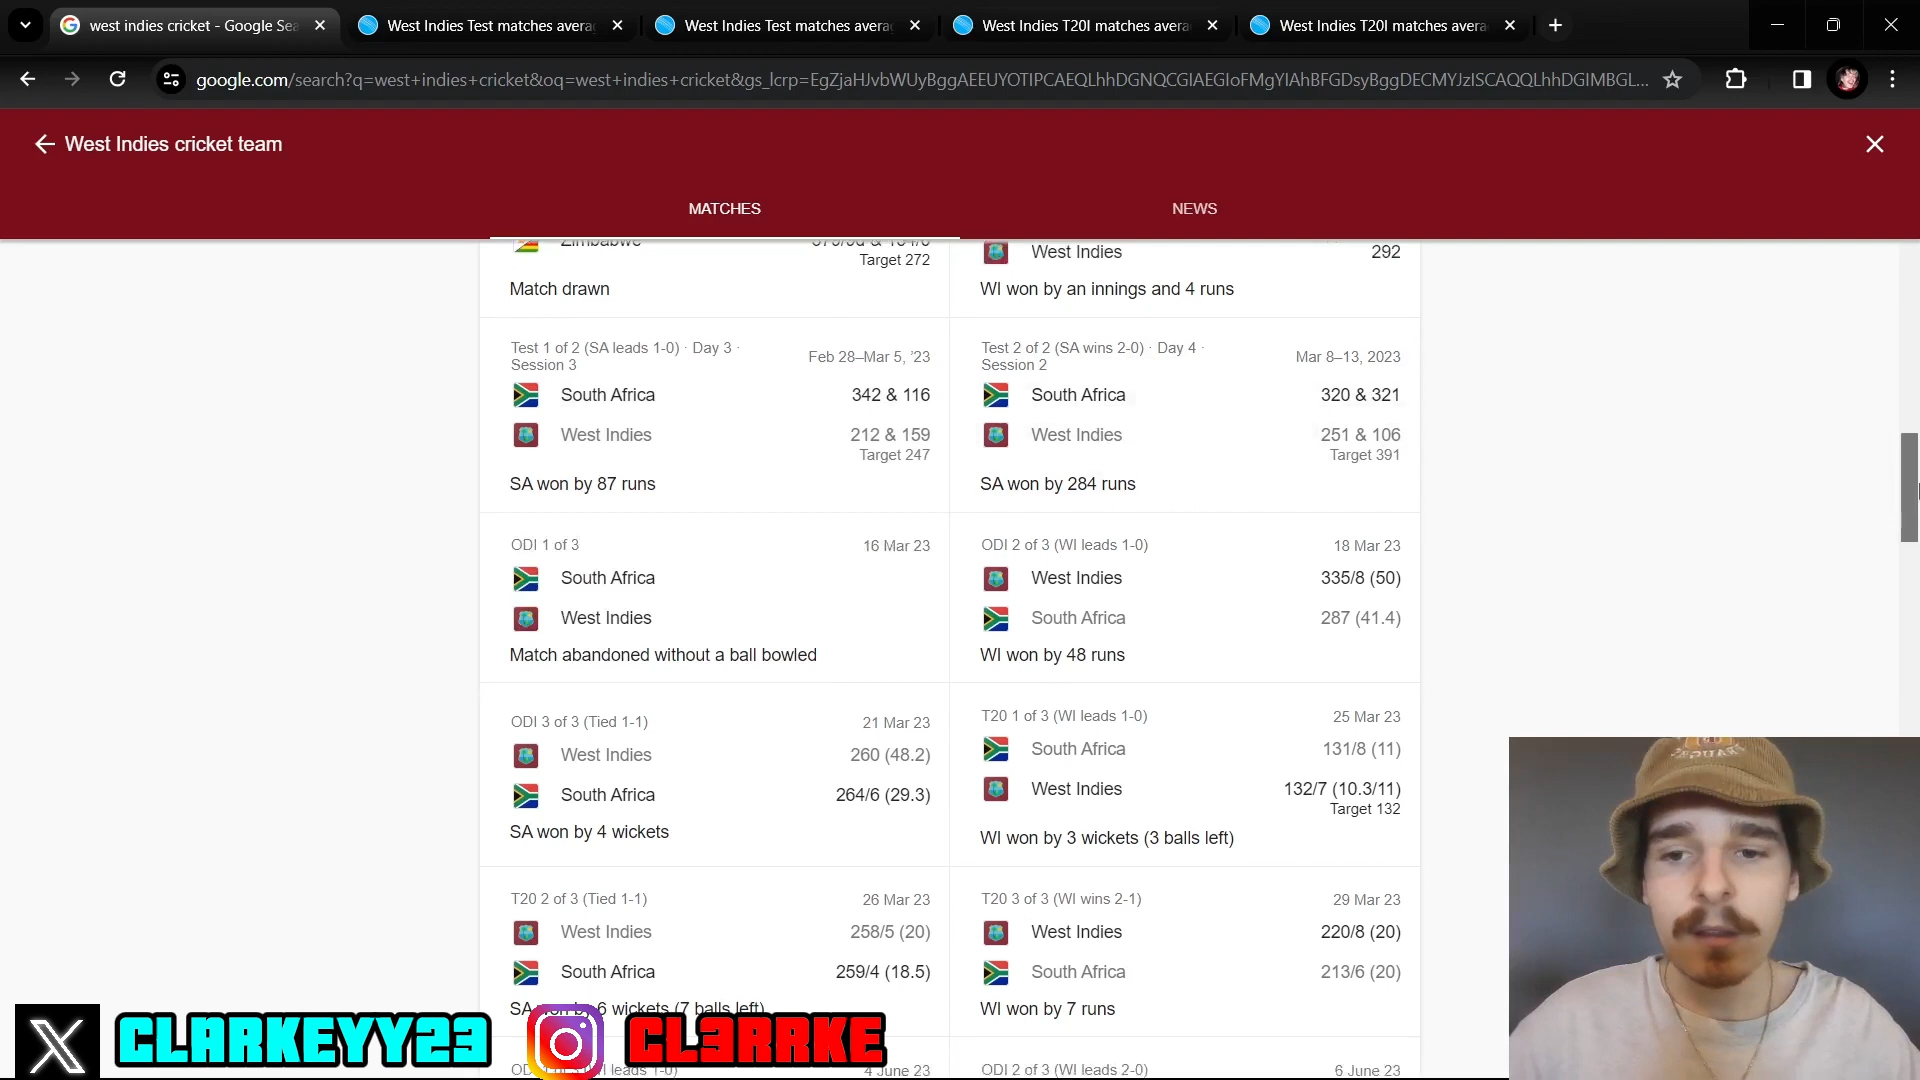 west indies cricket - Google Sea
West Indies Test matches avera
West Indies Test matches avera
West Indies T20I matches avera
West Indies T20I matches avera
google.com/search?q=west+indies+cricket&oq=west+indies+cricket&gs_lcrp=EgZjaHJvbWUyBggAEEUYOTIPCAEQLhhDGNQCGIAEGIoFMgYIAhBFGDsyBggDECMYJzISCAQQLhhDGIMBGL...
West Indies cricket team
MATCHES
NEWS
Zimbabwe
Target 272
Match drawn
West Indies 292
WI won by an innings and 4 runs
Test 1 of 2 (SA leads 1-0) · Day 3 ·
Session 3
Feb 28–Mar 5, ’23
South Africa 342 & 116
West Indies 212 & 159
Target 247
SA won by 87 runs
Test 2 of 2 (SA wins 2-0) · Day 4 ·
Session 2
Mar 8–13, 2023
South Africa 320 & 321
West Indies 251 & 106
Target 391
SA won by 284 runs
ODI 1 of 3 16 Mar 23
South Africa
West Indies
Match abandoned without a ball bowled
ODI 2 of 3 (WI leads 1-0) 18 Mar 23
West Indies 335/8 (50)
South Africa 287 (41.4)
WI won by 48 runs
ODI 3 of 3 (Tied 1-1) 21 Mar 23
West Indies 260 (48.2)
South Africa 264/6 (29.3)
SA won by 4 wickets
T20 1 of 3 (WI leads 1-0) 25 Mar 23
South Africa 131/8 (11)
West Indies 132/7 (10.3/11)
Target 132
WI won by 3 wickets (3 balls left)
T20 2 of 3 (Tied 1-1) 26 Mar 23
West Indies 258/5 (20)
South Africa 259/4 (18.5)
SA won by 6 wickets (7 balls left)
T20 3 of 3 (WI wins 2-1) 29 Mar 23
West Indies 220/8 (20)
South Africa 213/6 (20)
WI won by 7 runs
4 June 23
ODI 2 of 3 (WI leads 2-0) 6 June 23
X CLARKEYY23
CL3RRKE